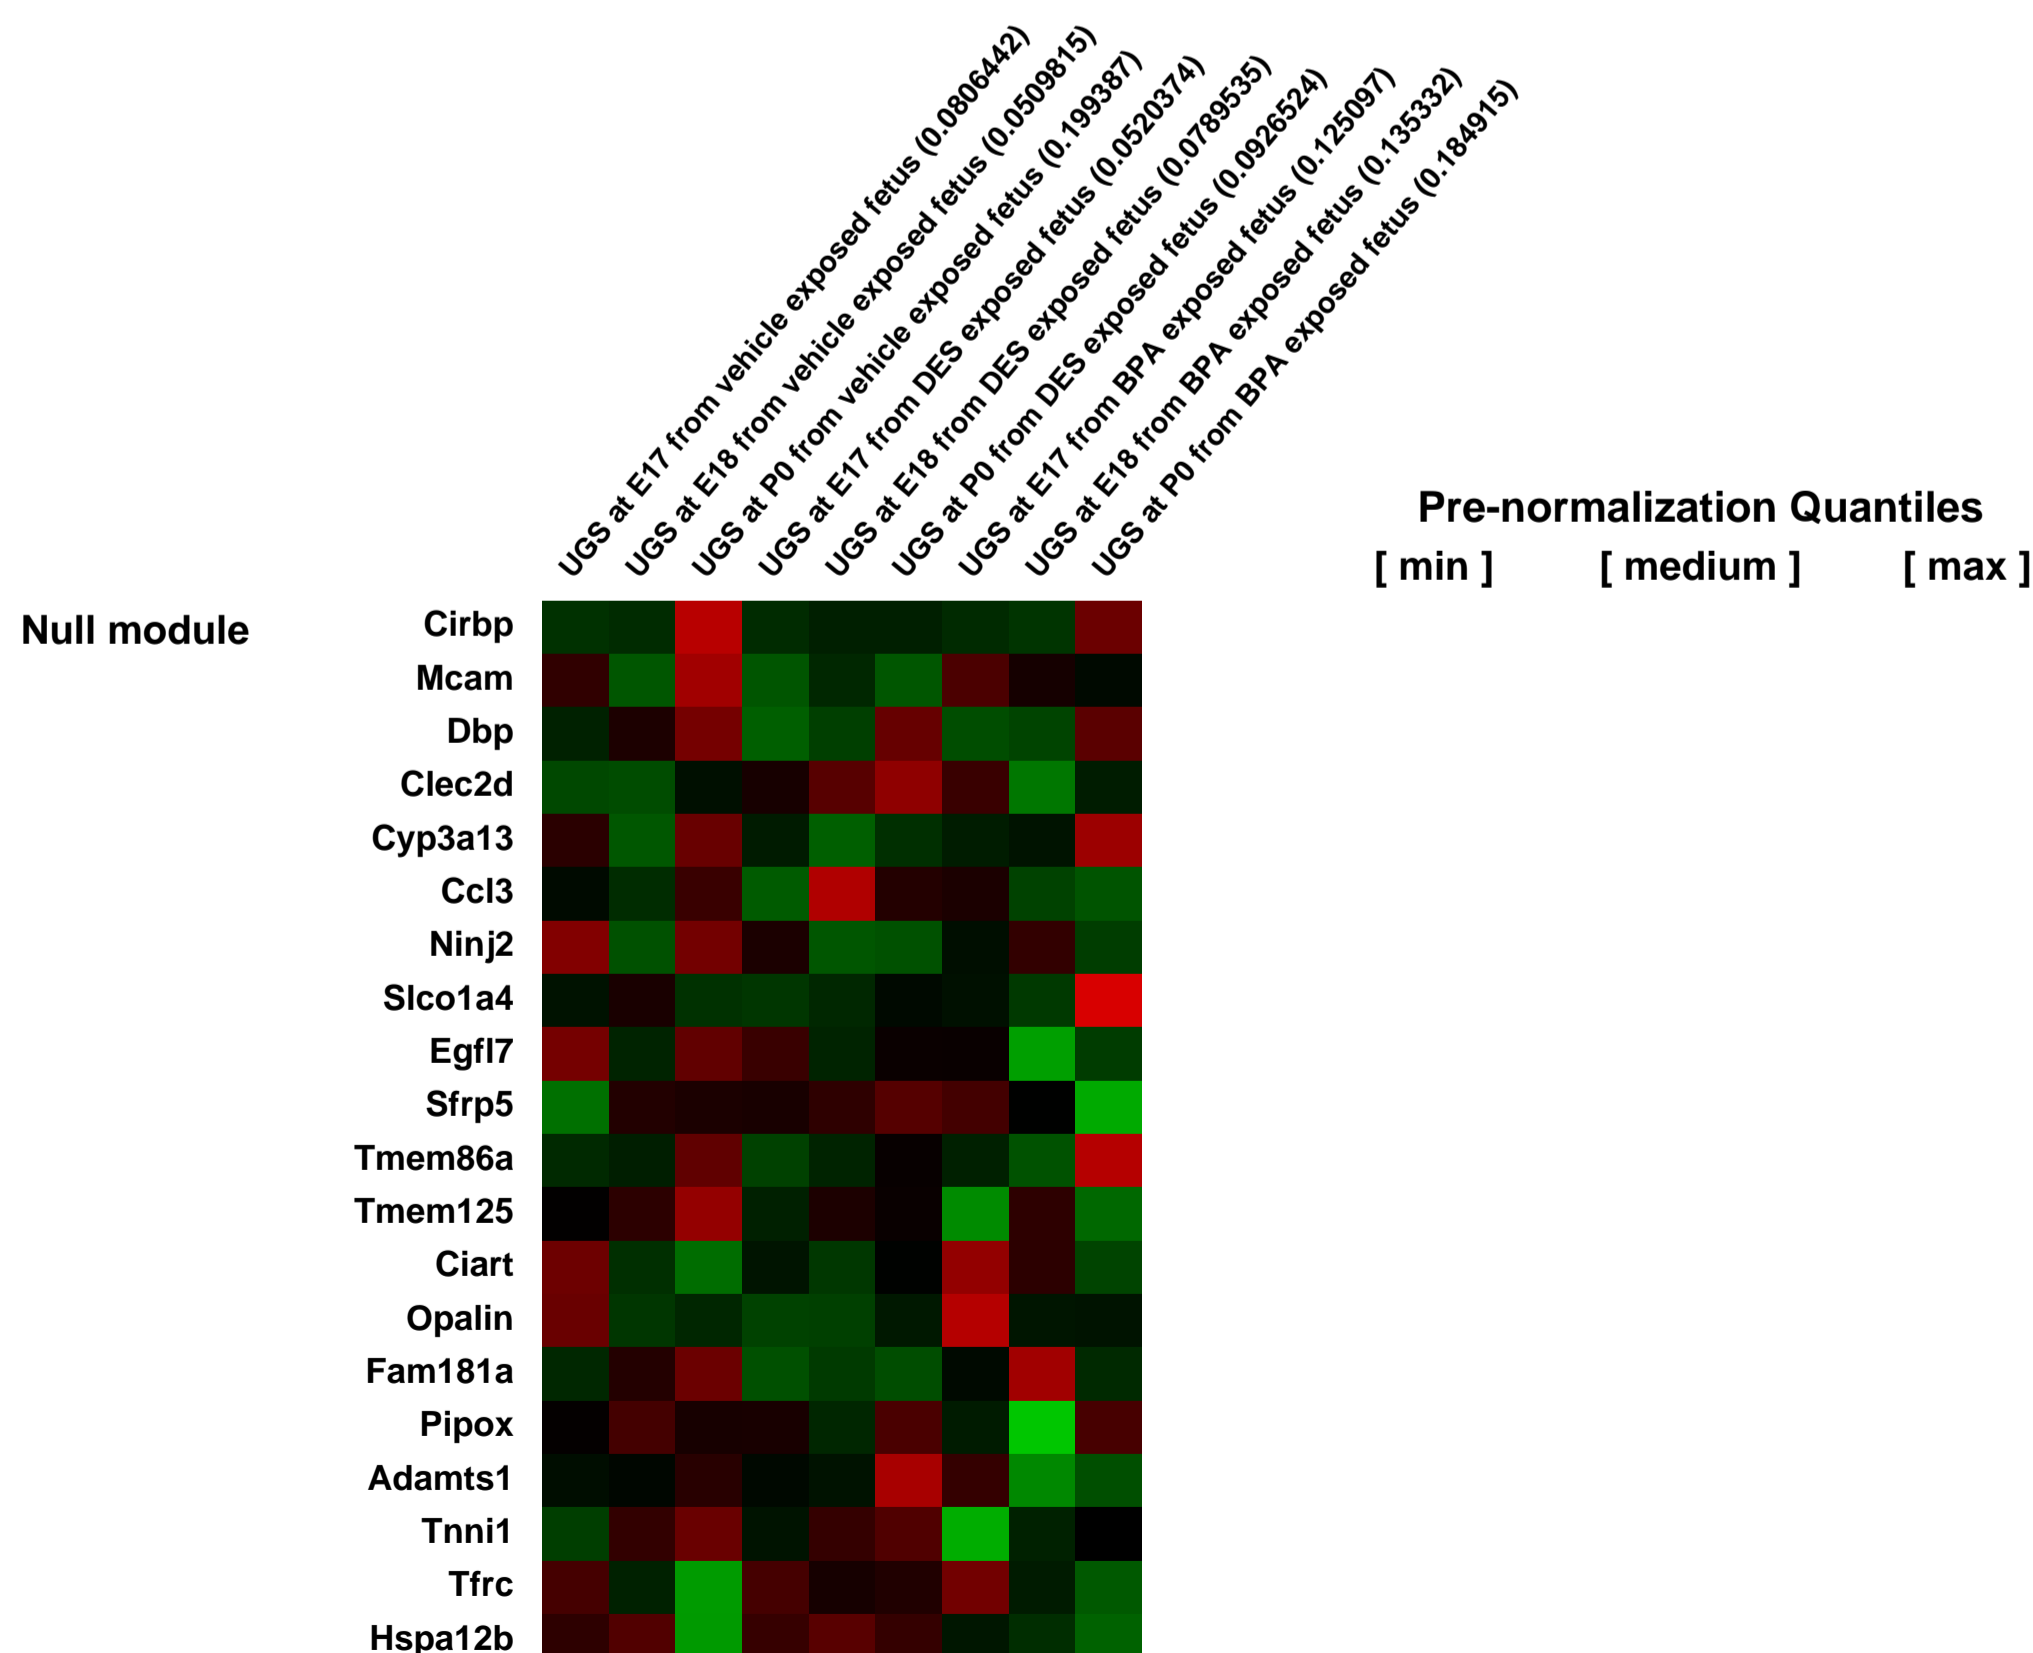 UGS at E17 from vehicle exposed fetus (0.0806442)
UGS at E18 from vehicle exposed fetus (0.0509815)
UGS at P0 from vehicle exposed fetus (0.199387)
UGS at E17 from DES exposed fetus (0.0520374)
UGS at E18 from DES exposed fetus (0.0789535)
UGS at P0 from DES exposed fetus (0.0926524)
UGS at E17 from BPA exposed fetus (0.125097)
UGS at E18 from BPA exposed fetus (0.135332)
UGS at P0 from BPA exposed fetus (0.184915)
Pre-normalization Quantiles
[ min ] [ medium ] [ max ]
Null module
Cirbp
Mcam
Dbp
Clec2d
Cyp3a13
Ccl3
Ninj2
Slco1a4
Egfl7
Sfrp5
Tmem86a
Tmem125
Ciart
Opalin
Fam181a
Pipox
Adamts1
Tnni1
Tfrc
Hspa12b